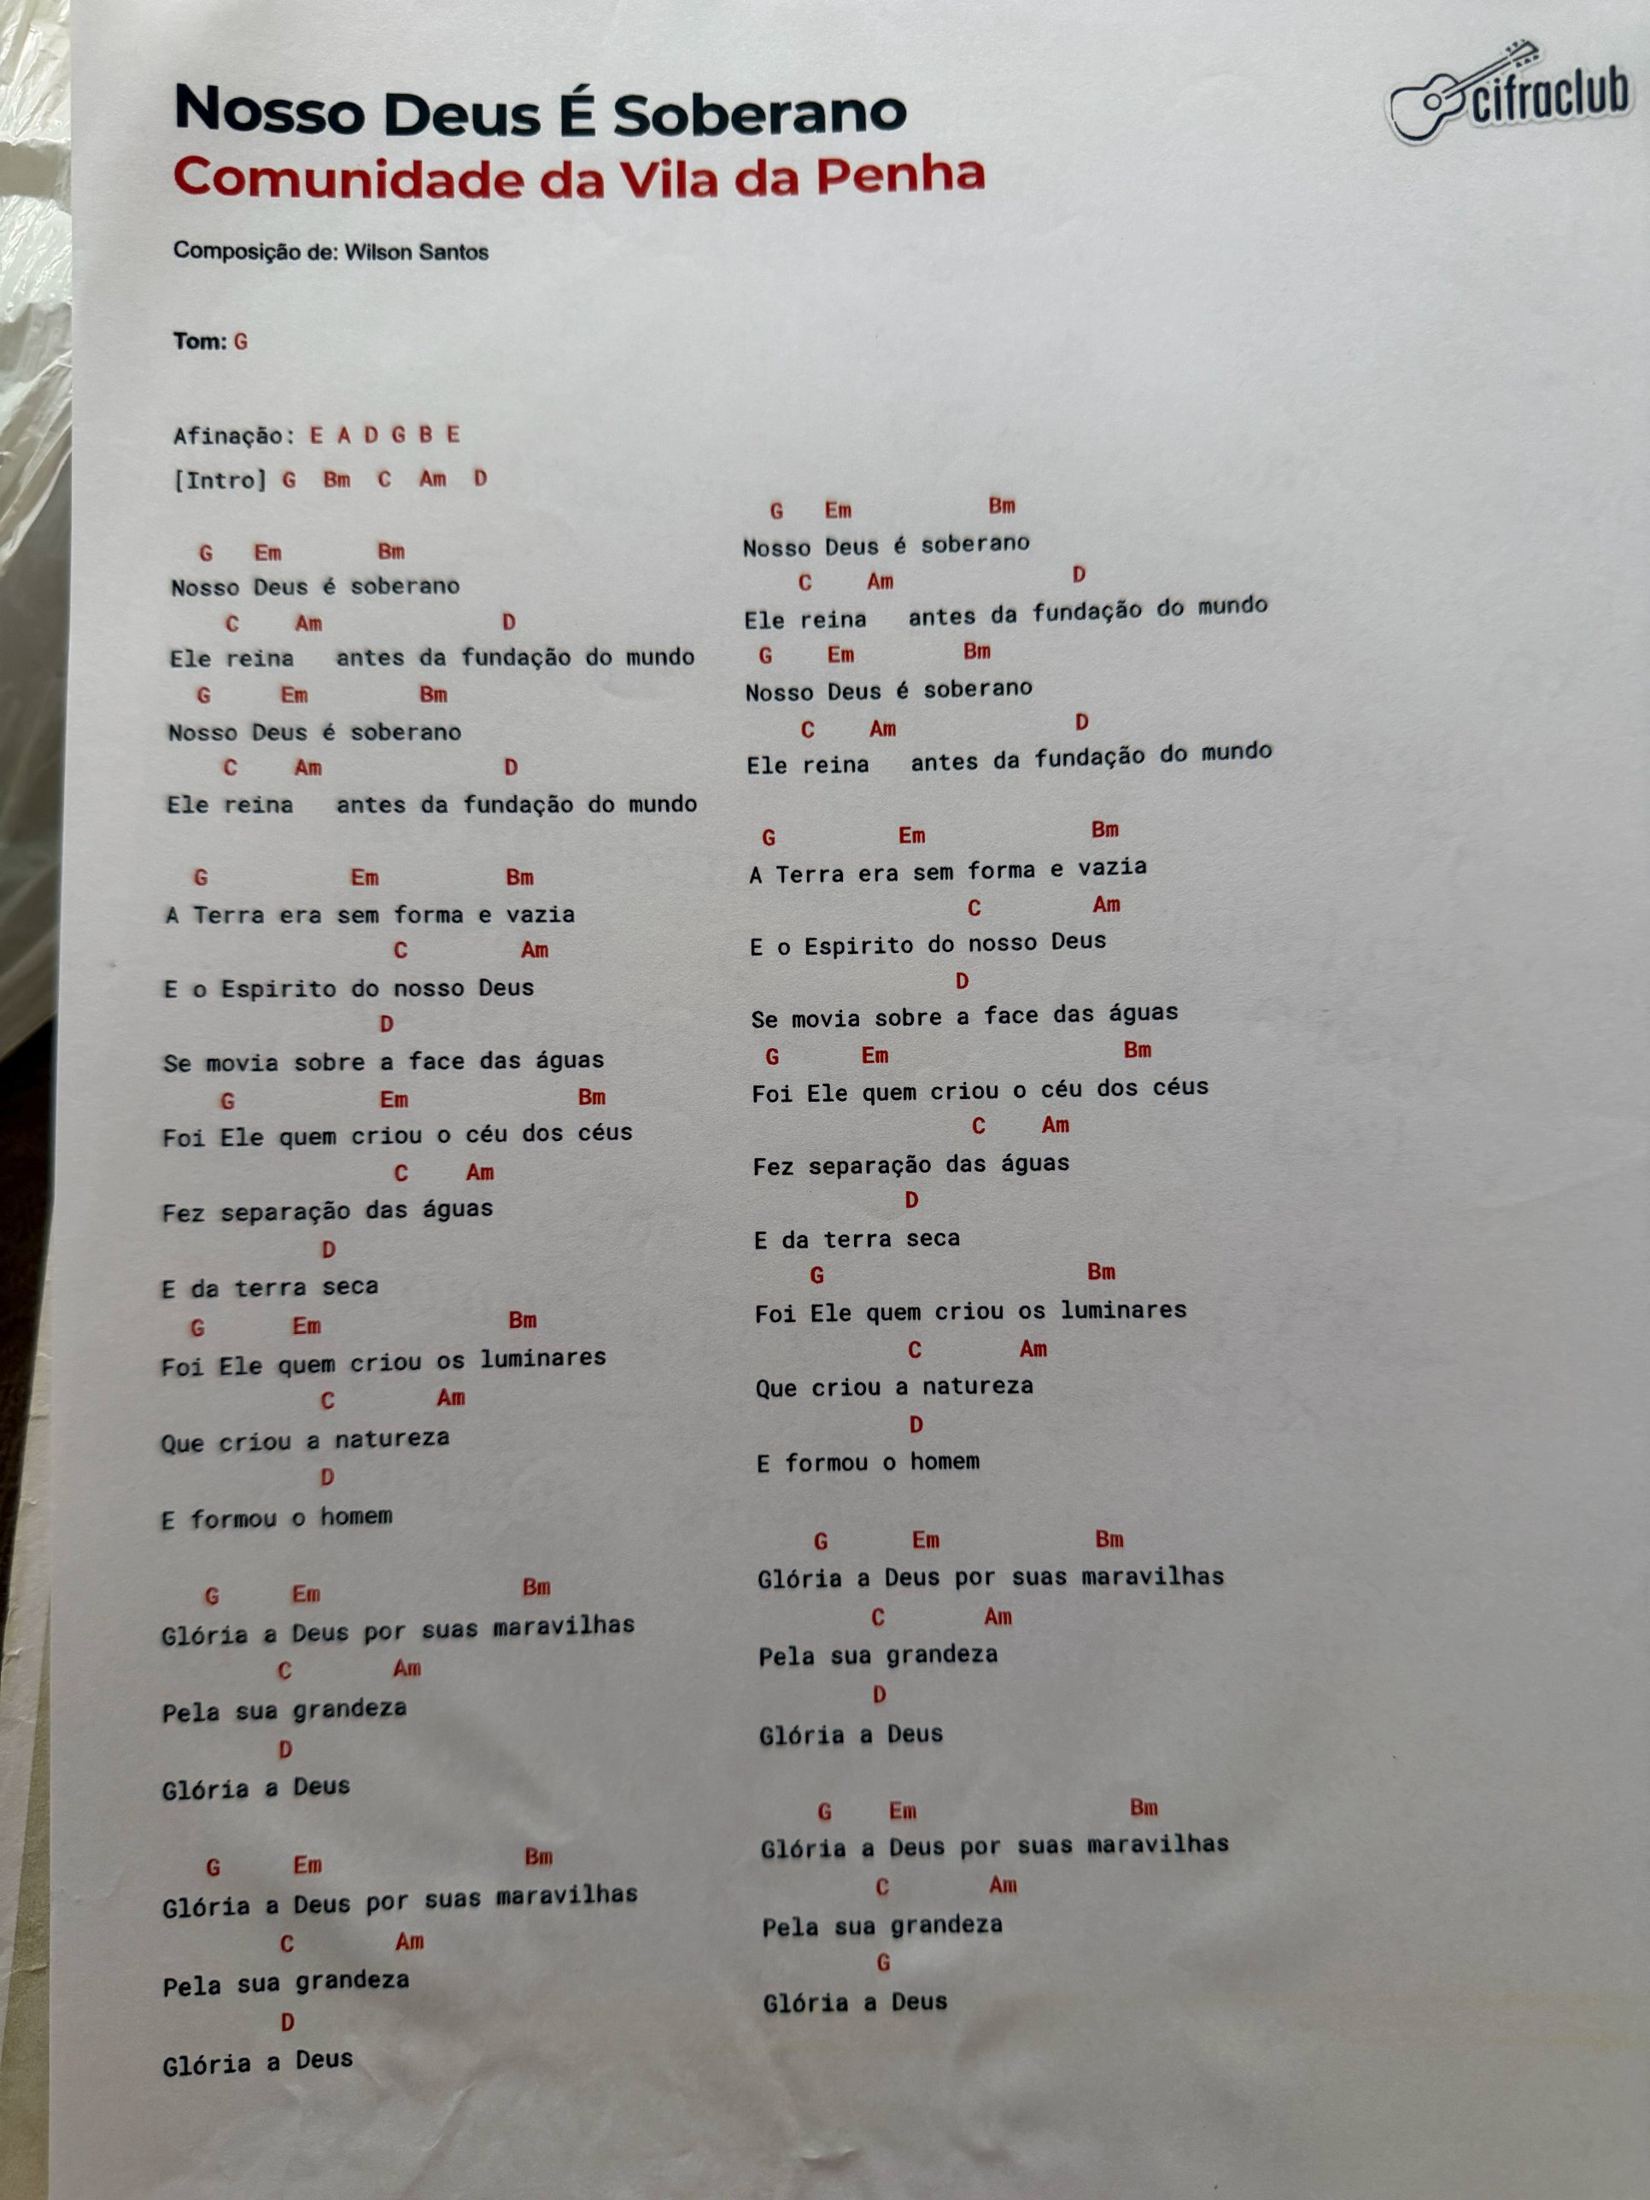 Nosso Deus É Soberano
cifraclub
Comunidade da Vila da Penha
Composição de: Wilson Santos
Tom: G
Afinação: E A D G B E
[Intro] G Bm C Am D
G Em Bm
Nosso Deus é soberano
C Am D
Ele reina antes da fundação do mundo
G Em Bm
Nosso Deus é soberano
C Am D
Ele reina antes da fundação do mundo
G Em Bm
A Terra era sem forma e vazia
C Am
E o Espirito do nosso Deus
D
Se movia sobre a face das águas
G Em Bm
Foi Ele quem criou o céu dos céus
C Am
Fez separação das águas
D
E da terra seca
G Em Bm
Foi Ele quem criou os luminares
C Am
Que criou a natureza
D
E formou o homem
G Em Bm
Glória a Deus por suas maravilhas
C Am
Pela sua grandeza
D
Glória a Deus
G Em Bm
Glória a Deus por suas maravilhas
C Am
Pela sua grandeza
D
Glória a Deus
G Em Bm
Nosso Deus é soberano
C Am D
Ele reina antes da fundação do mundo
G Em Bm
Nosso Deus é soberano
C Am D
Ele reina antes da fundação do mundo
G Em Bm
A Terra era sem forma e vazia
C Am
E o Espirito do nosso Deus
D
Se movia sobre a face das águas
G Em Bm
Foi Ele quem criou o céu dos céus
C Am
Fez separação das águas
D
E da terra seca
G Bm
Foi Ele quem criou os luminares
C Am
Que criou a natureza
D
E formou o homem
G Em Bm
Glória a Deus por suas maravilhas
C Am
Pela sua grandeza
D
Glória a Deus
G Em Bm
Glória a Deus por suas maravilhas
C Am
Pela sua grandeza
G
Glória a Deus